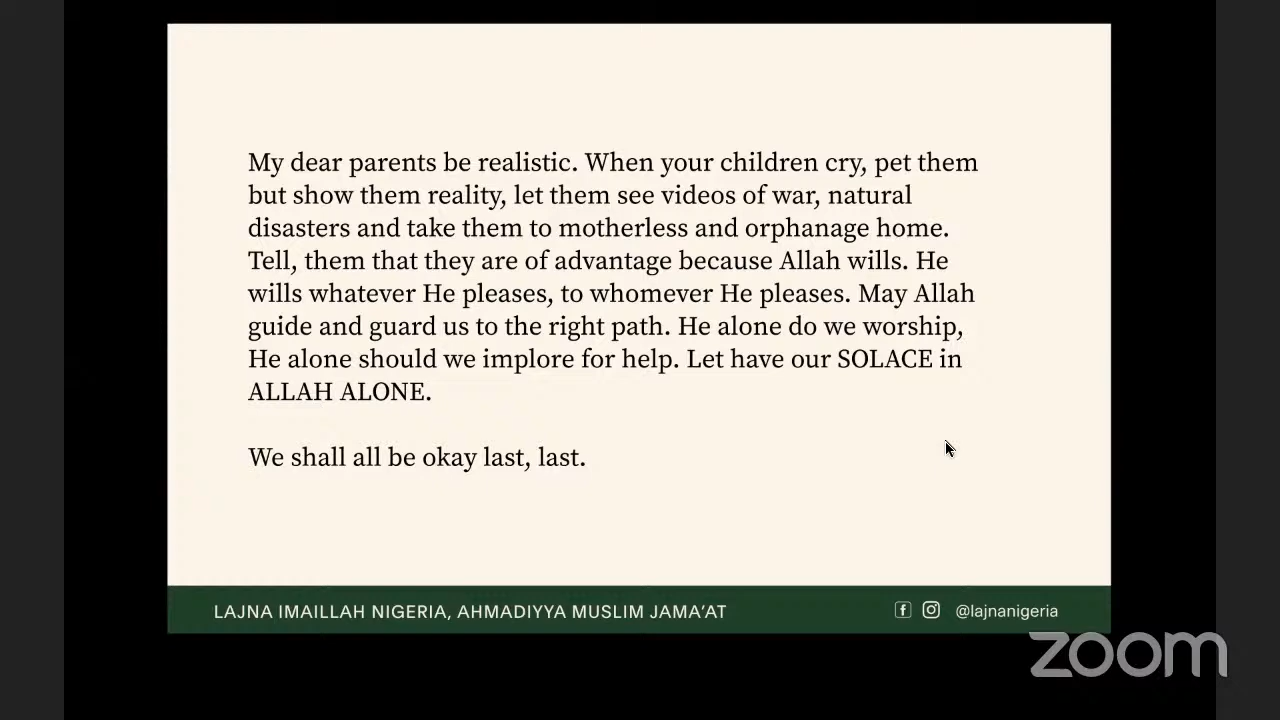 My dear parents be realistic. When your children cry, pet them
but show them reality, let them see videos of war, natural
disasters and take them to motherless and orphanage home.
Tell, them that they are of advantage because Allah wills. He
wills whatever He pleases, to whomever He pleases. May Allah
guide and guard us to the right path. He alone do we worship,
He alone should we implore for help. Let have our SOLACE in
ALLAH ALONE.
We shall all be okay last, last.
LAJNA IMAILLAH NIGERIA, AHMADIYYA MUSLIM JAMA'AT
@lajnanigeria
zoom